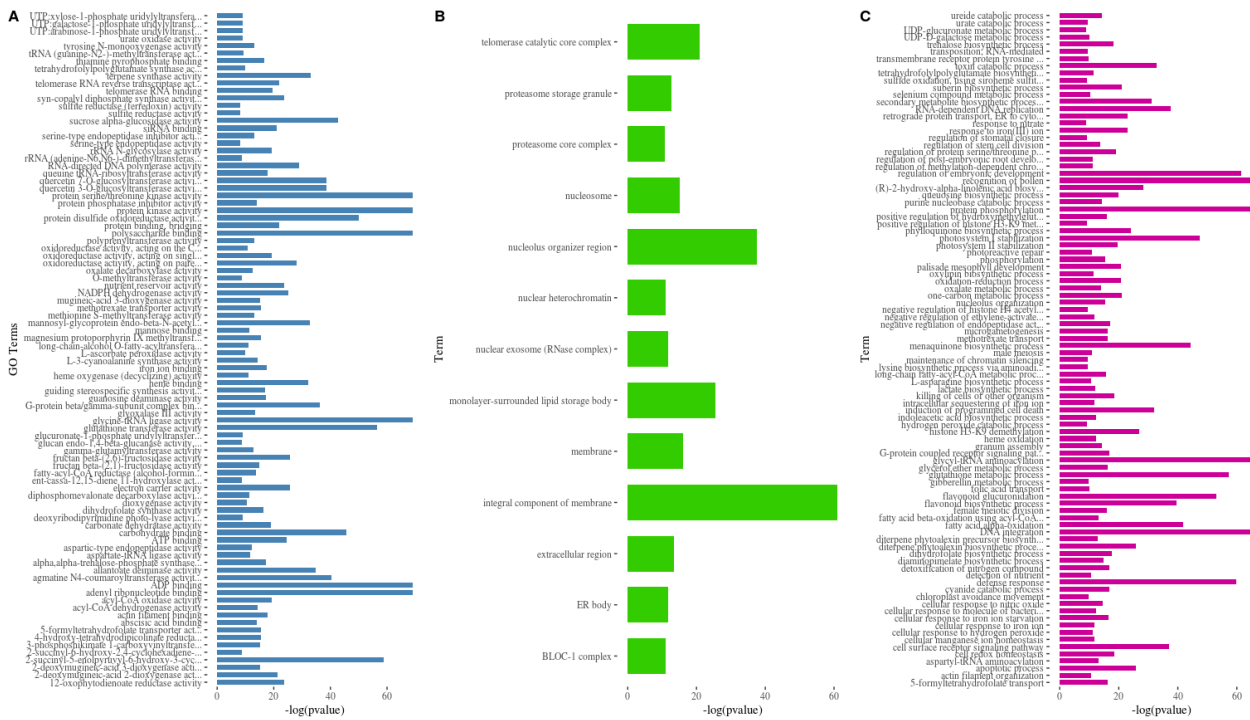 A
UTP:xylose-1-phosphate uridylyltransfera...
UTP:galactose-1-phosphate uridylyltransf...
UTP:arabinose-1-phosphate uridylyltransf...
urate oxidase activity
tyrosine N-monooxygenase activity
tRNA (guanine-N2-)-methyltransferase act...
thiamine pyrophosphate binding
tetrahydrofolylpolyglutamate synthase ac...
terpene synthase activity
telomerase RNA reverse transcriptase act...
telomerase RNA binding
syn-copalyl diphosphate synthase activit...
sulfite reductase (ferredoxin) activity
sulfite reductase activity
sucrose alpha-glucosidase activity
siRNA binding
serine-type endopeptidase inhibitor acti...
serine-type endopeptidase activity
rRNA N-glycosylase activity
rRNA (adenine-N6,N6-)-dimethyltransferas...
RNA-directed DNA polymerase activity
queuine tRNA-ribosyltransferase activity
quercetin 7-O-glucosyltransferase activi...
quercetin 3-O-glucosyltransferase activi...
protein serine/threonine kinase activity
protein phosphatase inhibitor activity
protein kinase activity
protein disulfide oxidoreductase activit...
protein binding, bridging
polysaccharide binding
polyprenyltransferase activity
oxidoreductase activity, acting on the C...
oxidoreductase activity, acting on singl...
oxidoreductase activity, acting on paire...
oxalate decarboxylase activity
O-methyltransferase activity
nutrient reservoir activity
NADPH dehydrogenase activity
mugineic-acid 3-dioxygenase activity
methotrexate transporter activity
methionine S-methyltransferase activity
mannosyl-glycoprotein endo-beta-N-acetyl...
mannose binding
magnesium protoporphyrin IX methyltransf...
long-chain-alcohol O-fatty-acyltransfera...
L-ascorbate peroxidase activity
L-3-cyanoalanine synthase activity
iron ion binding
heme oxygenase (decyclizing) activity
heme binding
guiding stereospecific synthesis activit...
guanosine deaminase activity
G-protein beta/gamma-subunit complex bin...
glyoxalase III activity
glycine-tRNA ligase activity
glutathione transferase activity
glucuronate-1-phosphate uridylyltransfer...
glucan endo-1,4-beta-glucanase activity,...
gamma-glutamyltransferase activity
fructan beta-(2,6)-fructosidase activity
fructan beta-(2,1)-fructosidase activity
fatty-acyl-CoA reductase (alcohol-formin...
ent-cassa-12,15-diene 11-hydroxylase act...
electron carrier activity
diphosphomevalonate decarboxylase activi...
dioxygenase activity
dihydrofolate synthase activity
deoxyribodipyrimidine photo-lyase activi...
carbonate dehydratase activity
carbohydrate binding
ATP binding
aspartic-type endopeptidase activity
aspartate-tRNA ligase activity
alpha,alpha-trehalose-phosphate synthase...
allantoate deiminase activity
agmatine N4-coumaroyltransferase activit...
ADP binding
adenyl ribonucleotide binding
acyl-CoA oxidase activity
acyl-CoA dehydrogenase activity
actin filament binding
abscisic acid binding
5-formyltetrahydrofolate transporter act...
4-hydroxy-tetrahydrodipicolinate reducta...
3-phosphoshikimate 1-carboxyvinyltransfe...
2-succinyl-6-hydroxy-2,4-cyclohexadiene-...
2-succinyl-5-enolpyruvyl-6-hydroxy-3-cyc...
2-deoxymugineic-acid 3-dioxygenase acti...
2-deoxymugineic-acid 2-dioxygenase act...
12-oxophytodienoate reductase activity
GO Terms
0 20 40 60
-log(pvalue)
B
telomerase catalytic core complex
proteasome storage granule
proteasome core complex
nucleosome
nucleolus organizer region
nuclear heterochromatin
nuclear exosome (RNase complex)
monolayer-surrounded lipid storage body
membrane
integral component of membrane
extracellular region
ER body
BLOC-1 complex
Term
0 20 40 60
-log(pvalue)
C
ureide catabolic process
urate catabolic process
UDP-glucuronate metabolic process
UDP-D-galactose metabolic process
trehalose biosynthetic process
transposition, RNA-mediated
transmembrane receptor protein tyrosine ...
toxin catabolic process
tetrahydrofolylpolyglutamate biosyntheti...
sulfide oxidation, using siroheme sulfit...
suberin biosynthetic process
selenium compound metabolic process
secondary metabolite biosynthetic proces...
RNA-dependent DNA replication
retrograde protein transport, ER to cyto...
response to nitrate
response to iron(III) ion
regulation of stomatal closure
regulation of stem cell division
regulation of protein serine/threonine p...
regulation of post-embryonic root develo...
regulation of methylation-dependent chro...
regulation of embryonic development
recognition of pollen
(R)-2-hydroxy-alpha-linolenic acid biosy...
queuosine biosynthetic process
purine nucleobase catabolic process
protein phosphorylation
positive regulation of hydroxymethylglut...
positive regulation of histone H3-K9 met...
phylloquinone biosynthetic process
photosystem I stabilization
photosystem II stabilization
photoreactive repair
phosphorylation
palisade mesophyll development
oxylipin biosynthetic process
oxidation-reduction process
oxalate metabolic process
one-carbon metabolic process
nucleolus organization
negative regulation of histone H4 acetyl...
negative regulation of ethylene-activate...
negative regulation of endopeptidase act...
microgametogenesis
methotrexate transport
menaquinone biosynthetic process
male meiosis
maintenance of chromatin silencing
lysine biosynthetic process via aminoadi...
long-chain fatty-acyl-CoA metabolic proc...
L-asparagine biosynthetic process
lactate biosynthetic process
killing of cells of other organism
intracellular sequestering of iron ion
induction of programmed cell death
indoleacetic acid biosynthetic process
hydrogen peroxide catabolic process
histone H3-K9 demethylation
heme oxidation
granum assembly
G-protein coupled receptor signaling pat...
glycyl-tRNA aminoacylation
glycerol ether metabolic process
glutathione metabolic process
gibberellin metabolic process
folic acid transport
flavonoid glucuronidation
flavonoid biosynthetic process
female meiotic division
fatty acid beta-oxidation using acyl-CoA...
fatty acid alpha-oxidation
DNA integration
diterpene phytoalexin precursor biosynth...
diterpene phytoalexin biosynthetic proce...
dihydrofolate biosynthetic process
diaminopimelate biosynthetic process
detoxification of nitrogen compound
detection of nutrient
defense response
cyanide catabolic process
chloroplast avoidance movement
cellular response to nitric oxide
cellular response to molecule of bacteri...
cellular response to iron ion starvation
cellular response to iron ion
cellular response to hydrogen peroxide
cellular manganese ion homeostasis
cell surface receptor signaling pathway
cell redox homeostasis
aspartyl-tRNA aminoacylation
apoptotic process
actin filament organization
5-formyltetrahydrofolate transport
Term
0 20 40 60
-log(pvalue)